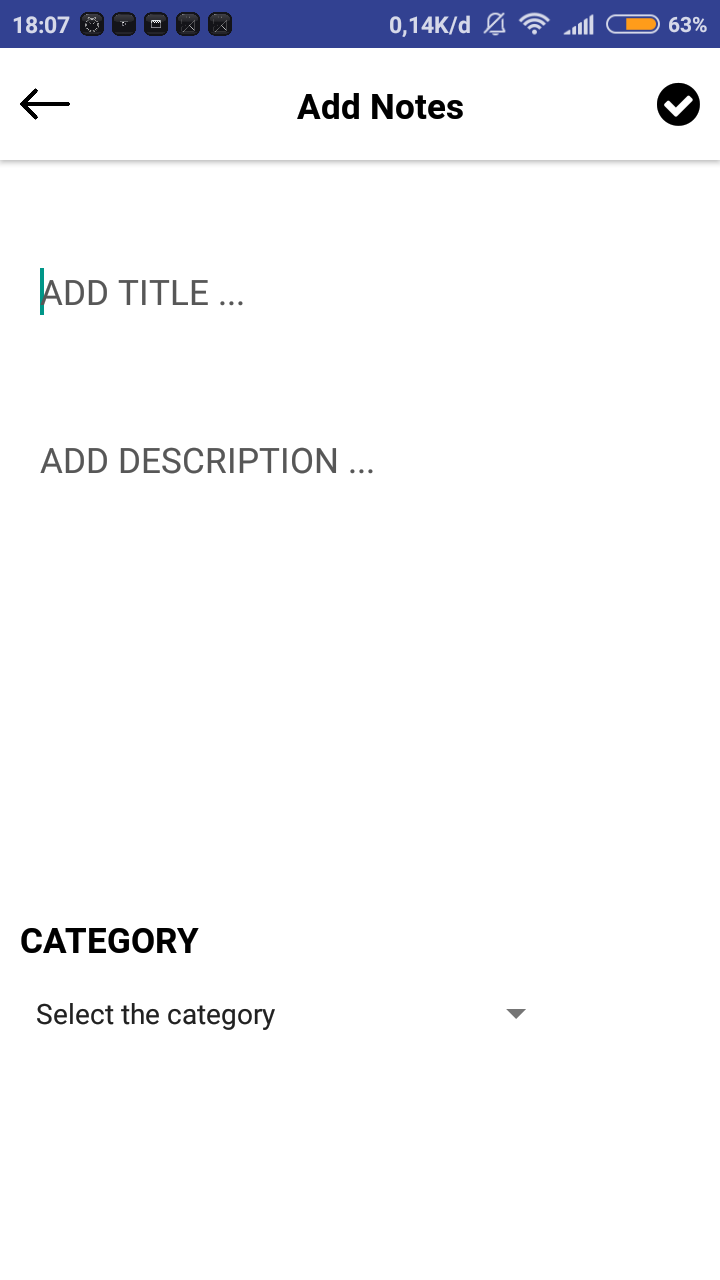 18:07 0,14K/d 63%
Add Notes
ADD TITLE ...
ADD DESCRIPTION ...
CATEGORY
Select the category